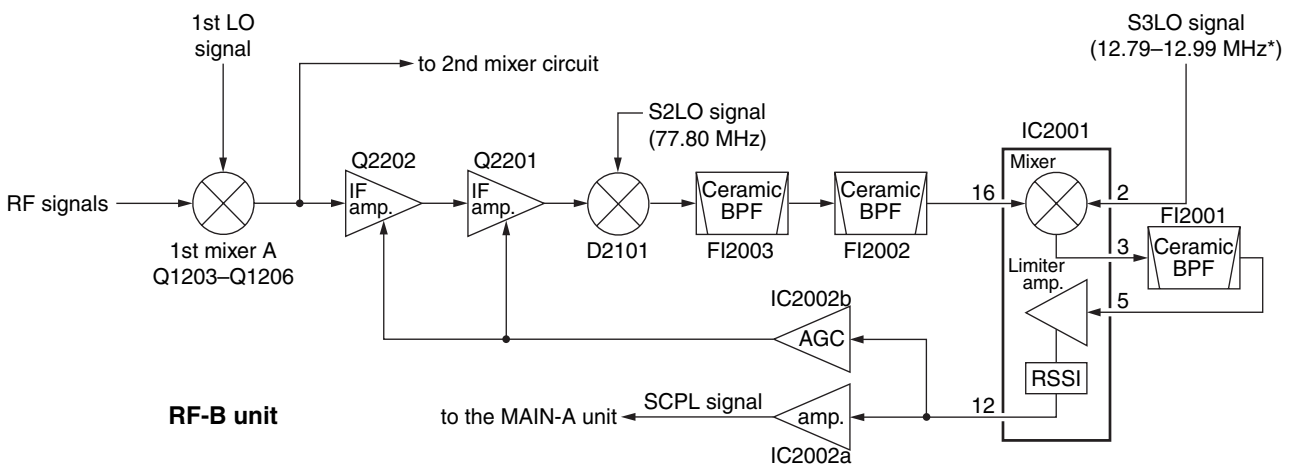 1st LO
signal
S3LO signal
(12.79–12.99 MHz*)
to 2nd mixer circuit
S2LO signal
(77.80 MHz)
IC2001
Q2202
Q2201
Mixer
RF signals
IF
amp.
IF
amp.
Ceramic
BPF
Ceramic
BPF
16
2
FI2001
1st mixer A
Q1203–Q1206
D2101
FI2003
FI2002
3
Ceramic
BPF
Limiter
amp.
5
IC2002b
AGC
RSSI
RF-B unit
to the MAIN-A unit
SCPL signal
amp.
12
IC2002a